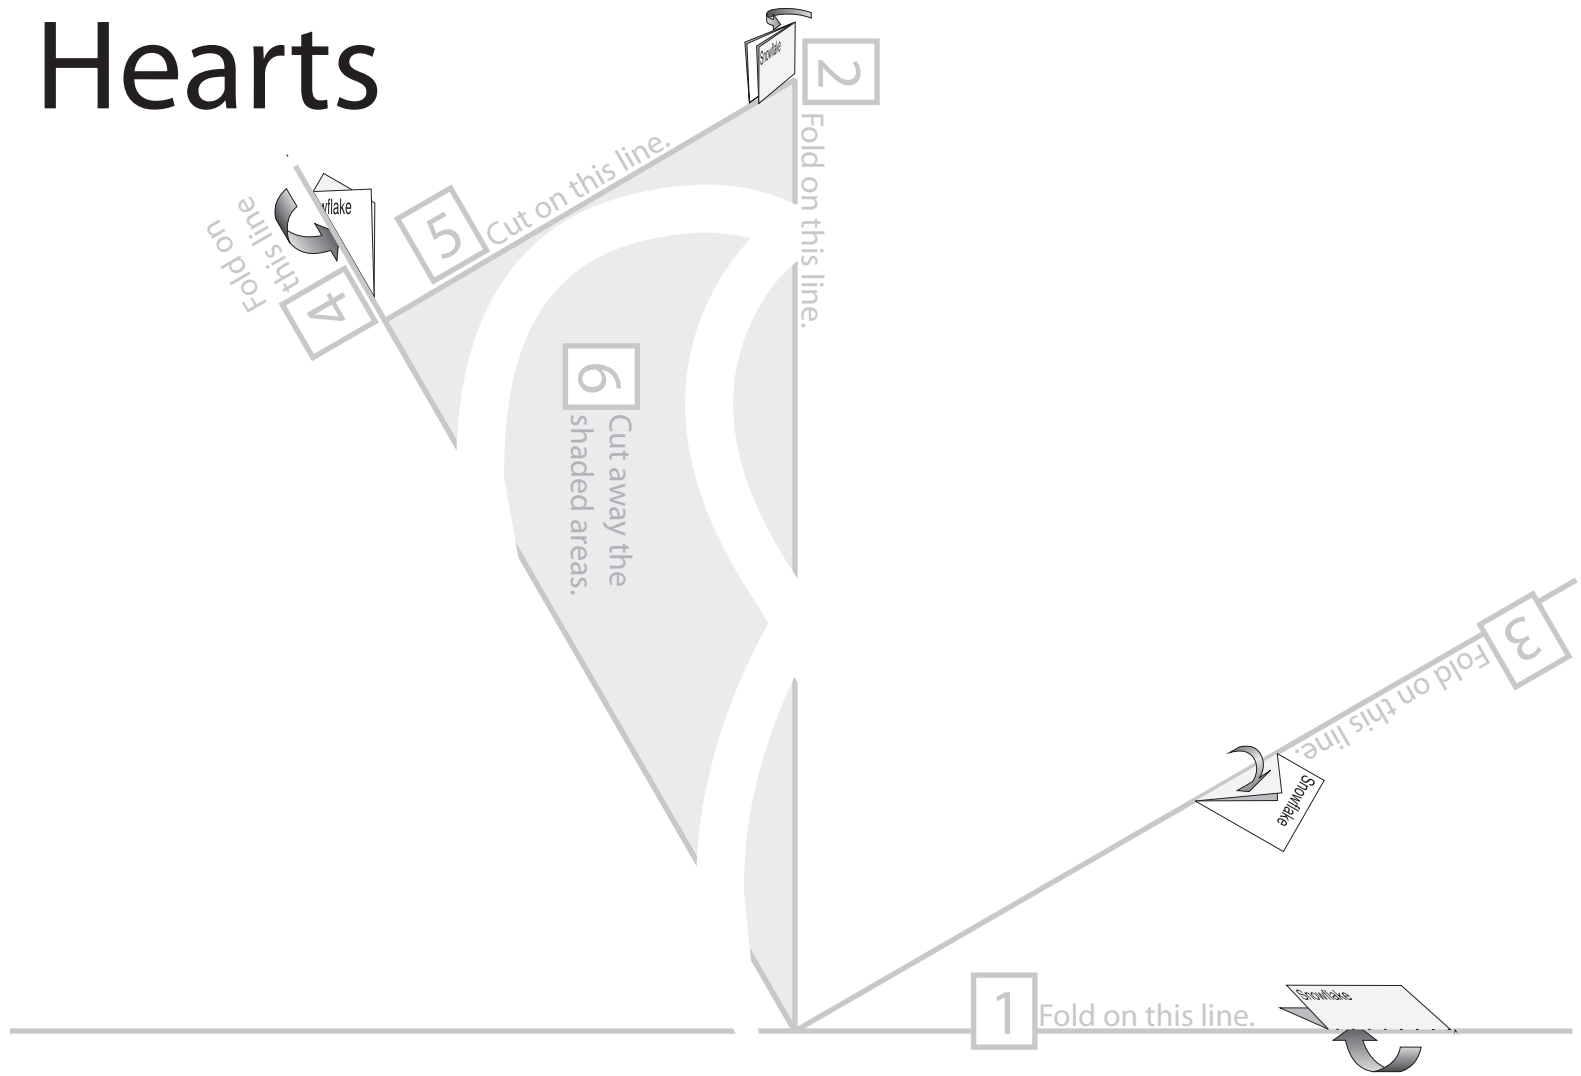 Hearts
Snowflake
2
Fold on this line.
wflake
Fold on
this line
4
5
Cut on this line.
6
Cut away the
shaded areas.
3
Fold on this line.
Snowflake
1
Fold on this line.
Snowflake